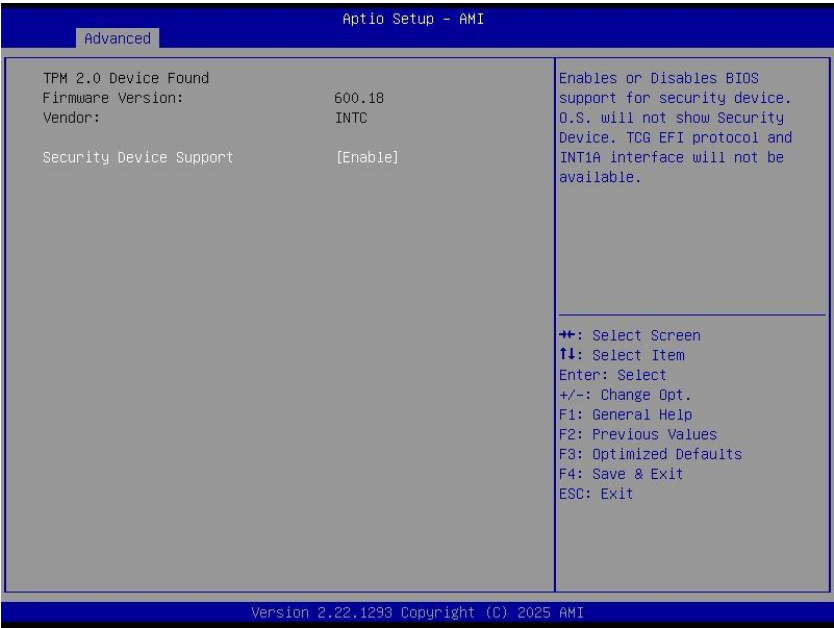 Aptio Setup - AMI
Advanced
TPM 2.0 Device Found
Firmware Version: 600.18
Vendor: INTC
Security Device Support [Enable]
Enables or Disables BIOS
support for security device.
O.S. will not show Security
Device. TCG EFI protocol and
INT1A interface will not be
available.
→←: Select Screen
↑↓: Select Item
Enter: Select
+/-: Change Opt.
F1: General Help
F2: Previous Values
F3: Optimized Defaults
F4: Save & Exit
ESC: Exit
Version 2.22.1293 Copyright (C) 2025 AMI